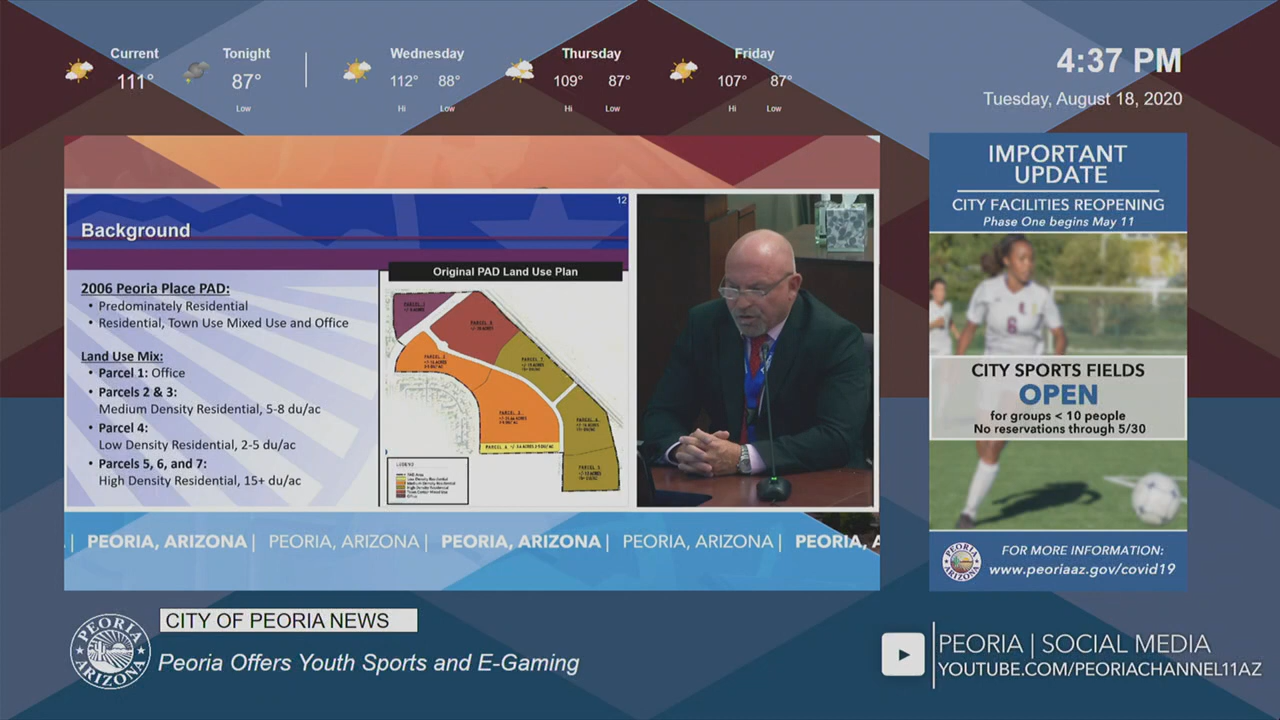 Current
111°
Tonight
87°
Low
Wednesday
112° 88°
Hi Low
Thursday
109° 87°
Hi Low
Friday
107° 87°
Hi Low
4:37 PM
Tuesday, August 18, 2020
12
Background
2006 Peoria Place PAD:
• Predominately Residential
• Residential, Town Use Mixed Use and Office
Land Use Mix:
• Parcel 1: Office
• Parcels 2 & 3:
Medium Density Residential, 5-8 du/ac
• Parcel 4:
Low Density Residential, 2-5 du/ac
• Parcels 5, 6, and 7:
High Density Residential, 15+ du/ac
Original PAD Land Use Plan
IMPORTANT
UPDATE
CITY FACILITIES REOPENING
Phase One begins May 11
6
CITY SPORTS FIELDS
OPEN
for groups < 10 people
No reservations through 5/30
PEORIA
ARIZONA
FOR MORE INFORMATION:
www.peoriaaz.gov/covid19
| PEORIA, ARIZONA | PEORIA, ARIZONA | PEORIA, ARIZONA | PEORIA, ARIZONA | PEORIA, A
PEORIA
ARIZONA
CITY OF PEORIA NEWS
Peoria Offers Youth Sports and E-Gaming
PEORIA | SOCIAL MEDIA
YOUTUBE.COM/PEORIACHANNEL11AZ